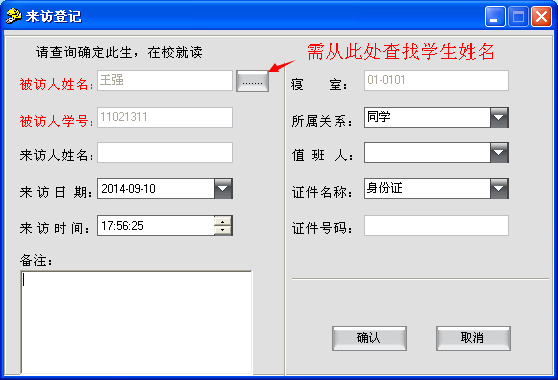 来访登记
请查询确定此生，在校就读
需从此处查找学生姓名
被访人姓名： 王强 .......
寝 室： 01-0101
被访人学号： 11021311
所属关系： 同学
来访人姓名：
值 班 人：
来 访 日 期： 2014-09-10
证件名称： 身份证
来 访 时 间： 17:56:25
证件号码：
备注：
确认 取消